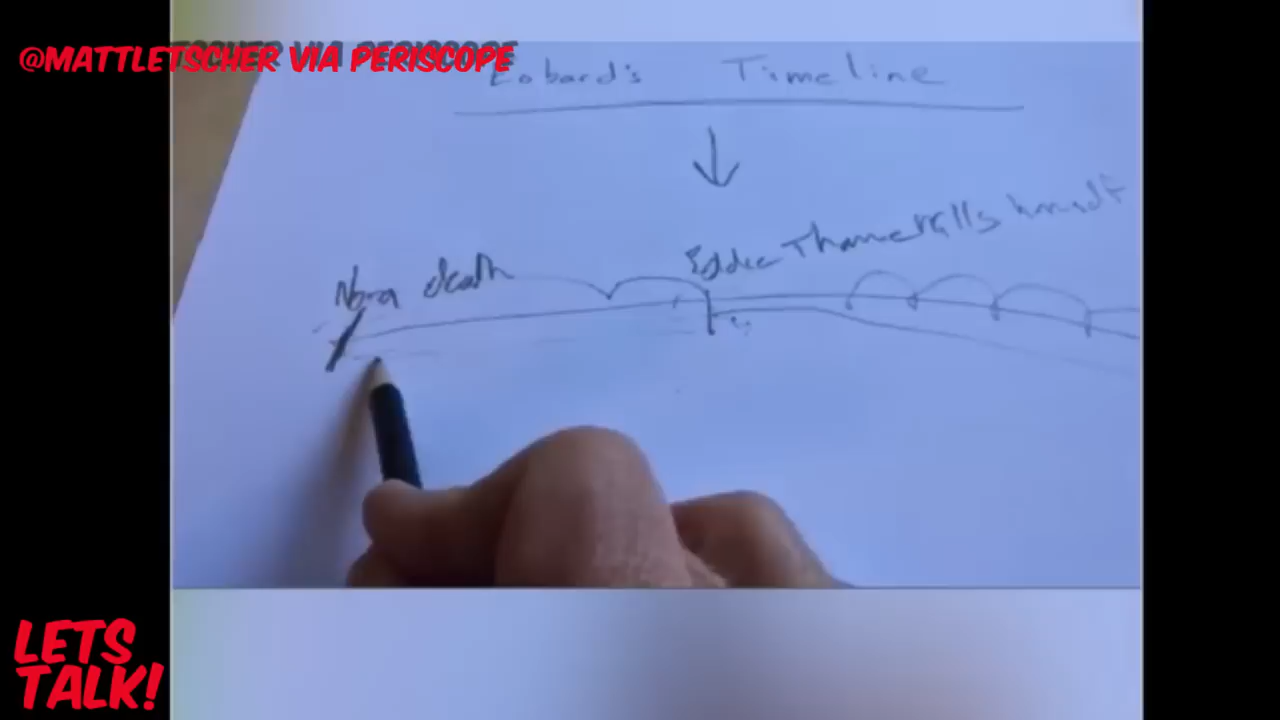 @MATTLETSCHER VIA PERISCOPE
Eobard's Timeline
Eddie Thawne kills himself
Nora death
LETS
TALK!